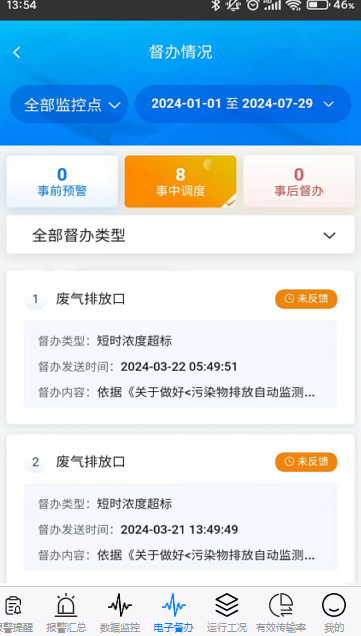 13:54 46%
督办情况
全部监控点 2024-01-01 至 2024-07-29
0 8 0
事前预警 事中调度 事后督办
全部督办类型
1 废气排放口 未反馈
督办类型：短时浓度超标
督办发送时间：2024-03-22 05:49:51
督办内容：依据《关于做好<污染物排放自动监测...
2 废气排放口 未反馈
督办类型：短时浓度超标
督办发送时间：2024-03-21 13:49:49
督办内容：依据《关于做好<污染物排放自动监测...
警提醒 报警汇总 数据监控 电子督办 运行工况 有效传输率 我的